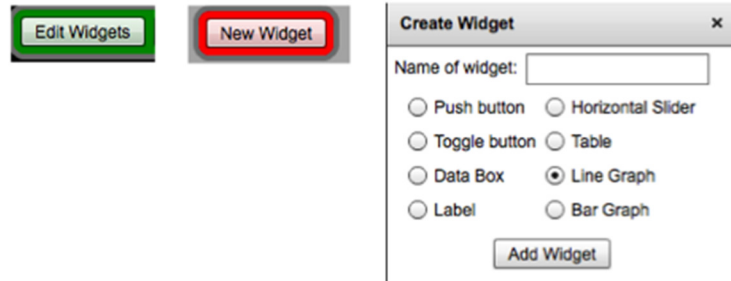 Edit Widgets
New Widget
Create Widget ×
Name of widget:
Push button Horizontal Slider
Toggle button Table
Data Box Line Graph
Label Bar Graph
Add Widget